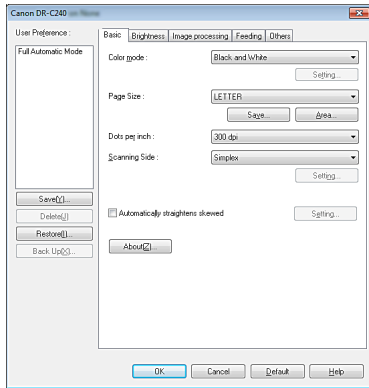 Canon DR-C240 on None
User Preference :
Full Automatic Mode
Save(Y)...
Delete(J)
Restore(I)...
Back Up(X)...
Basic Brightness Image processing Feeding Others
Color mode : Black and White
Setting...
Page Size : LETTER
Save... Area...
Dots per inch : 300 dpi
Scanning Side : Simplex
Setting...
Automatically straightens skewed Setting...
About(Z)...
OK Cancel Default Help